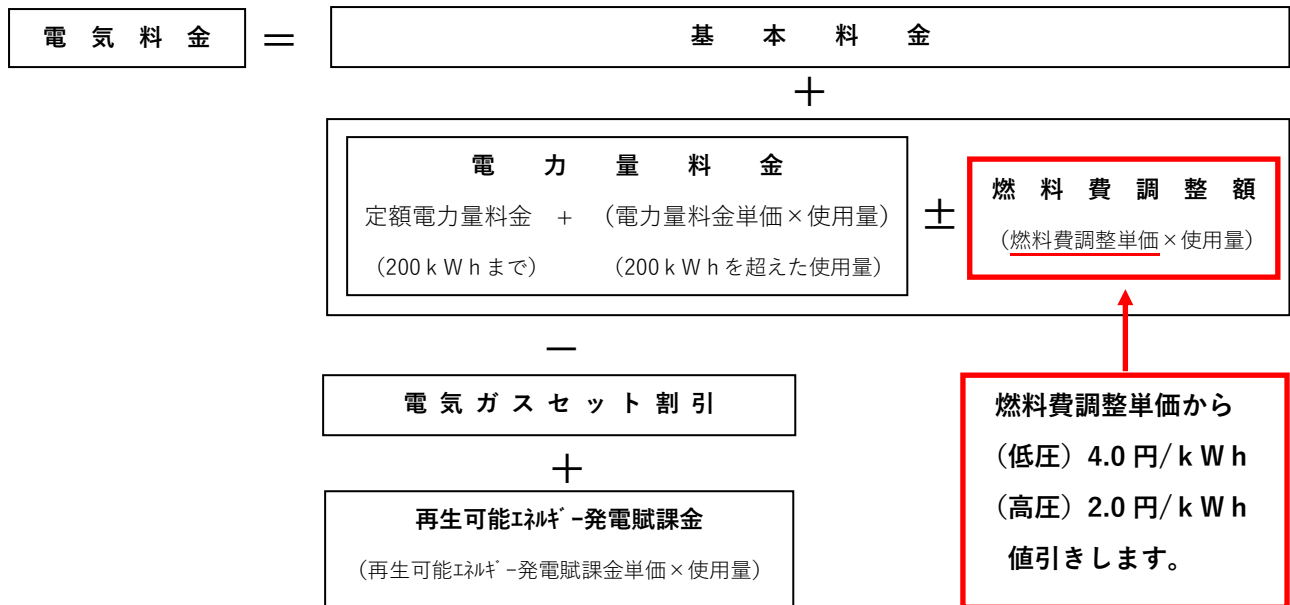 電 気 料 金 ＝ 基 本 料 金
＋
電 力 量 料 金
定額電力量料金 + （電力量料金単価×使用量）
（200ｋＷｈまで） （200ｋＷｈを超えた使用量）
±
燃 料 費 調 整 額
（燃料費調整単価×使用量）
－
電 気 ガ ス セ ッ ト 割 引
＋
再生可能ｴﾈﾙｷﾞｰ発電賦課金
（再生可能ｴﾈﾙｷﾞｰ発電賦課金単価×使用量）
燃料費調整単価から
（低圧）4.0 円/ｋＷｈ
（高圧）2.0 円/ｋＷｈ
値引きします。